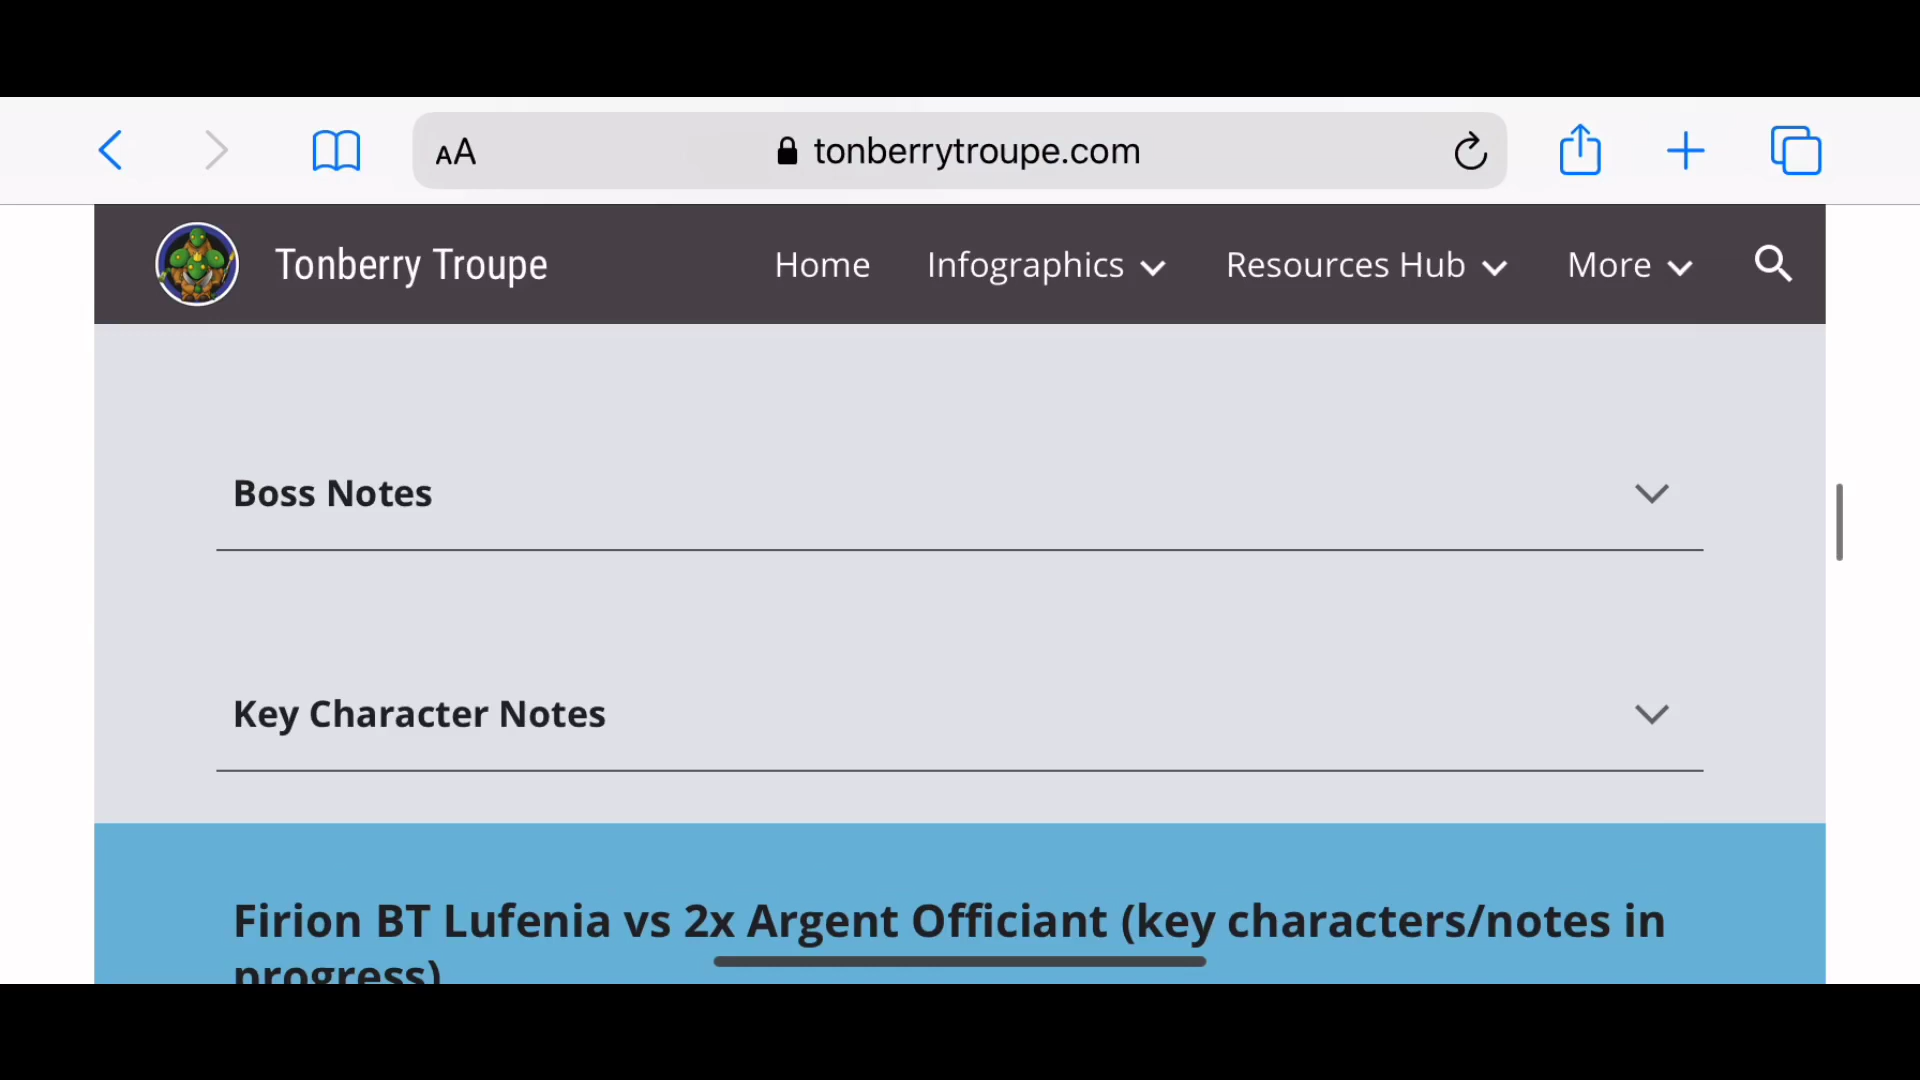 AA tonberrytroupe.com
Tonberry Troupe Home Infographics Resources Hub More
Boss Notes
Key Character Notes
Firion BT Lufenia vs 2x Argent Officiant (key characters/notes in
progress)